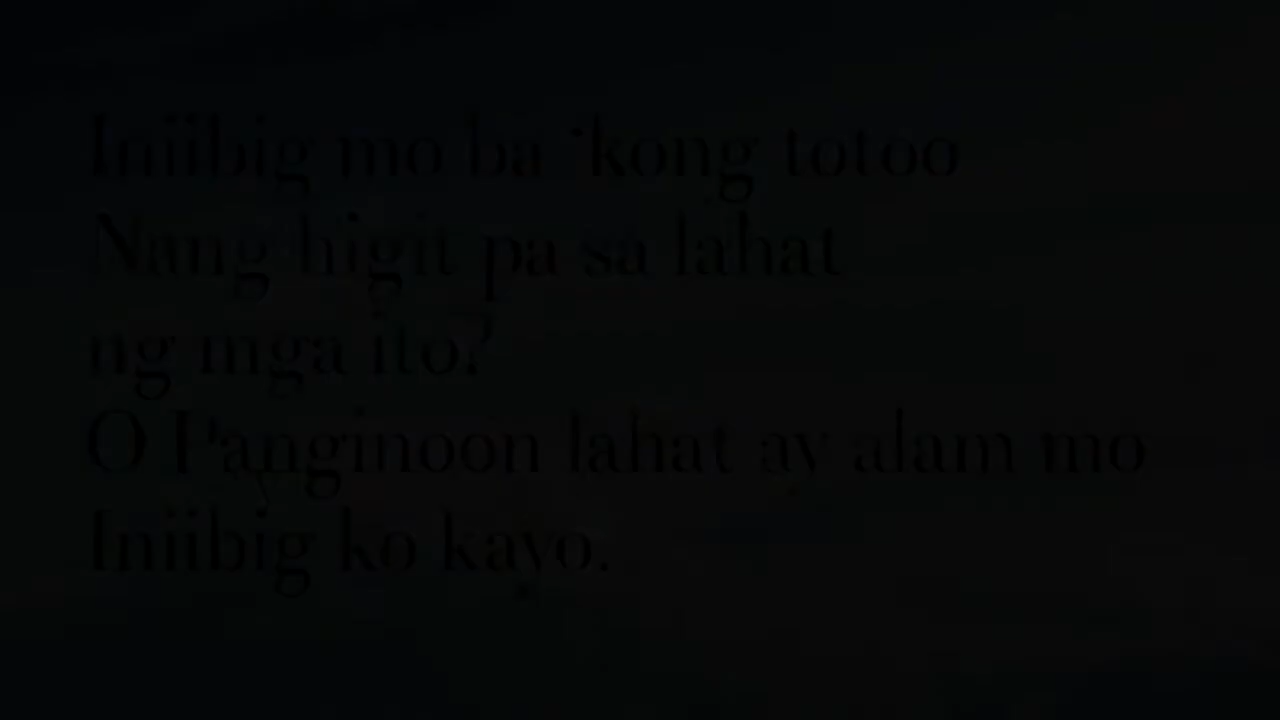 Iniibig mo ba ‘kong totoo
Nang higit pa sa lahat
ng mga ito?
O Panginoon lahat ay alam mo
Iniibig ko kayo.